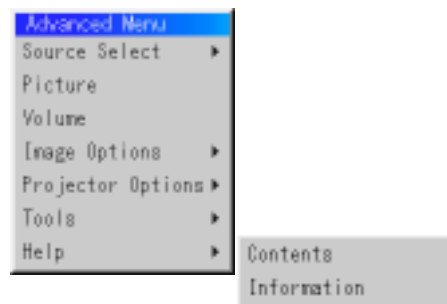 Advanced Menu
Source Select
Picture
Volume
Image Options
Projector Options
Tools
Help
Contents
Information